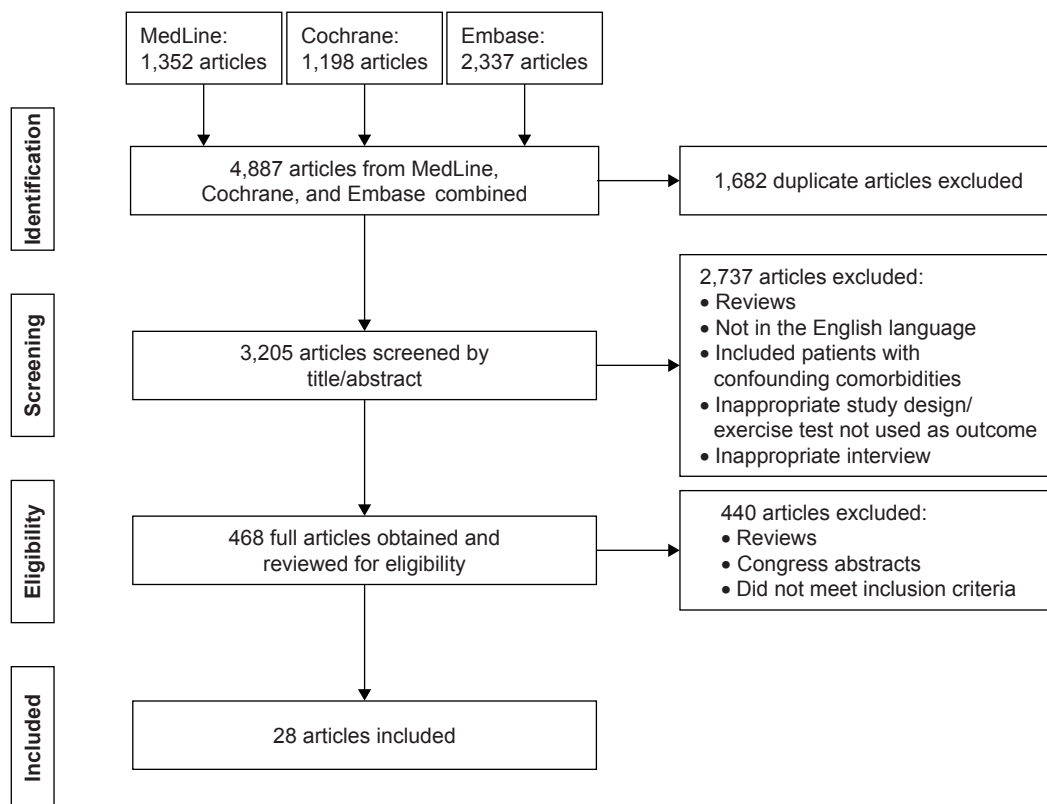 MedLine:
1,352 articles
Cochrane:
1,198 articles
Embase:
2,337 articles
Identification
4,887 articles from MedLine,
Cochrane, and Embase combined
1,682 duplicate articles excluded
Screening
3,205 articles screened by
title/abstract
2,737 articles excluded:
• Reviews
• Not in the English language
• Included patients with
confounding comorbidities
• Inappropriate study design/
exercise test not used as outcome
• Inappropriate interview
Eligibility
468 full articles obtained and
reviewed for eligibility
440 articles excluded:
• Reviews
• Congress abstracts
• Did not meet inclusion criteria
Included
28 articles included